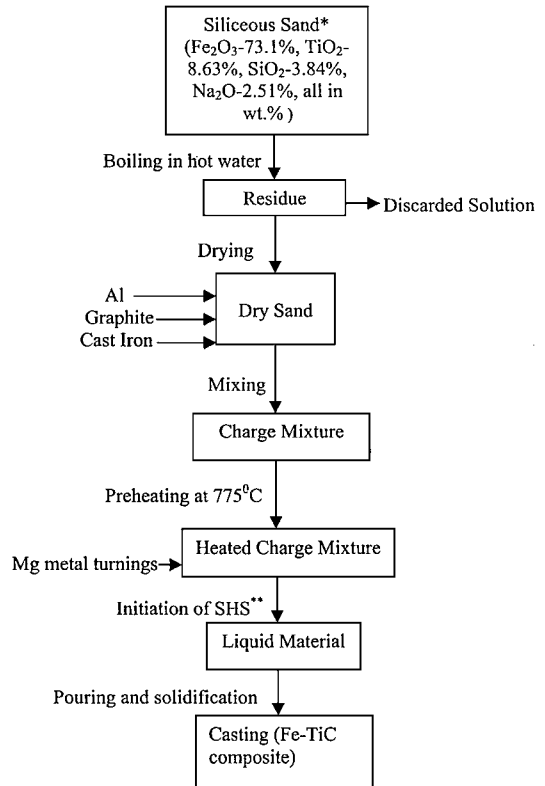 Siliceous Sand*
(Fe₂O₃-73.1%, TiO₂-
8.63%, SiO₂-3.84%,
Na₂O-2.51%, all in
wt.% )
Boiling in hot water
Residue
Discarded Solution
Drying
Al
Graphite
Cast Iron
Dry Sand
Mixing
Charge Mixture
Preheating at 775⁰C
Heated Charge Mixture
Mg metal turnings
Initiation of SHS**
Liquid Material
Pouring and solidification
Casting (Fe-TiC
composite)